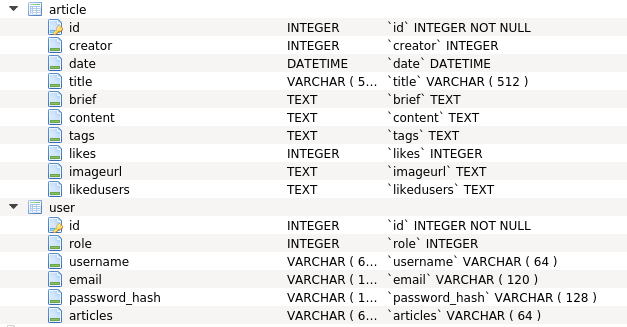 article
id INTEGER `id` INTEGER NOT NULL
creator INTEGER `creator` INTEGER
date DATETIME `date` DATETIME
title VARCHAR ( 5... `title` VARCHAR ( 512 )
brief TEXT `brief` TEXT
content TEXT `content` TEXT
tags TEXT `tags` TEXT
likes INTEGER `likes` INTEGER
imageurl TEXT `imageurl` TEXT
likedusers TEXT `likedusers` TEXT
user
id INTEGER `id` INTEGER NOT NULL
role INTEGER `role` INTEGER
username VARCHAR ( 6... `username` VARCHAR ( 64 )
email VARCHAR ( 1... `email` VARCHAR ( 120 )
password_hash VARCHAR ( 1... `password_hash` VARCHAR ( 128 )
articles VARCHAR ( 6... `articles` VARCHAR ( 64 )